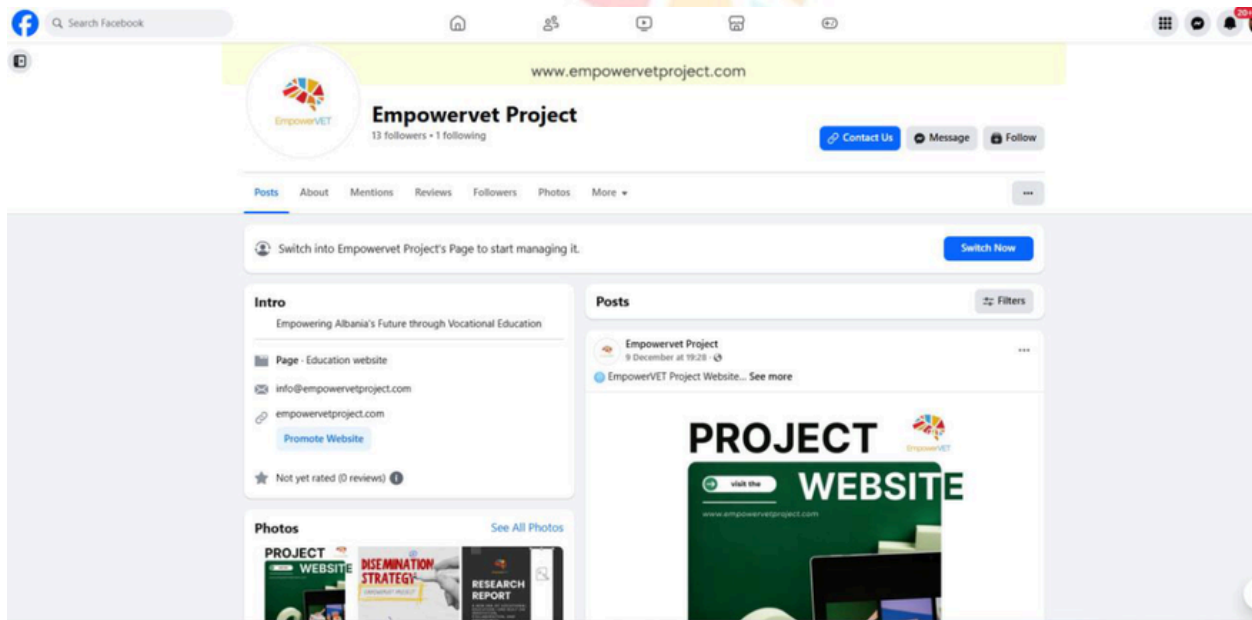 Search Facebook
20+
www.empowervetproject.com
EmpowerVET
Empowervet Project
13 followers • 1 following
Contact Us
Message
Follow
Posts About Mentions Reviews Followers Photos More
Switch into Empowervet Project's Page to start managing it.
Switch Now
Intro
Empowering Albania's Future through Vocational Education
Page · Education website
info@empowervetproject.com
empowervetproject.com
Promote Website
Not yet rated (0 reviews)
Photos
See All Photos
PROJECT
WEBSITE
DISEMINATION
STRATEGY
EMPOWERVET PROJECT
RESEARCH
REPORT
Posts
Filters
Empowervet Project
9 December at 19:28
EmpowerVET Project Website... See more
PROJECT
EmpowerVET
visit the
WEBSITE
www.empowervetproject.com